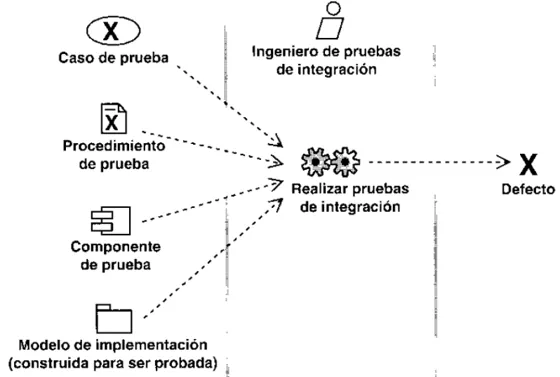 X
Caso de prueba
Ingeniero de pruebas
de integración
X
Procedimiento
de prueba
Realizar pruebas
de integración
X
Defecto
Componente
de prueba
Modelo de implementación
(construida para ser probada)